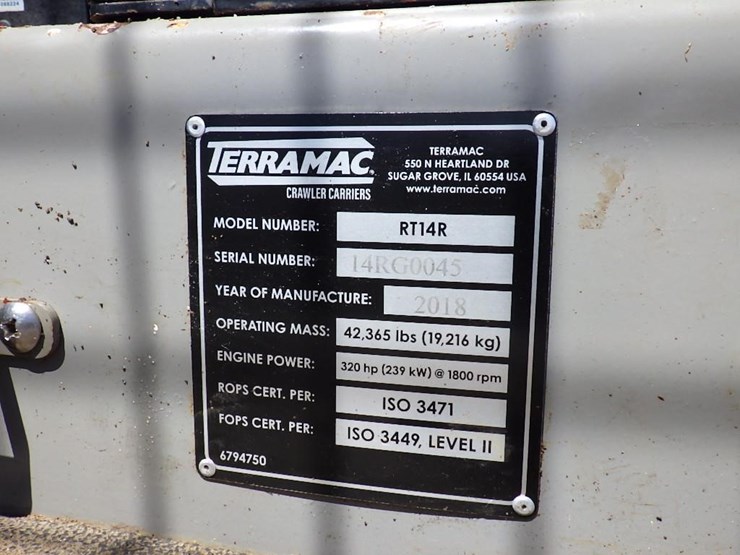 TERRAMAC
CRAWLER CARRIERS
TERRAMAC
550 N HEARTLAND DR
SUGAR GROVE, IL 60554 USA
www.terramac.com
MODEL NUMBER: RT14R
SERIAL NUMBER: 14RG0045
YEAR OF MANUFACTURE: 2018
OPERATING MASS: 42,365 lbs (19,216 kg)
ENGINE POWER: 320 hp (239 kW) @ 1800 rpm
ROPS CERT. PER: ISO 3471
FOPS CERT. PER: ISO 3449, LEVEL II
6794750